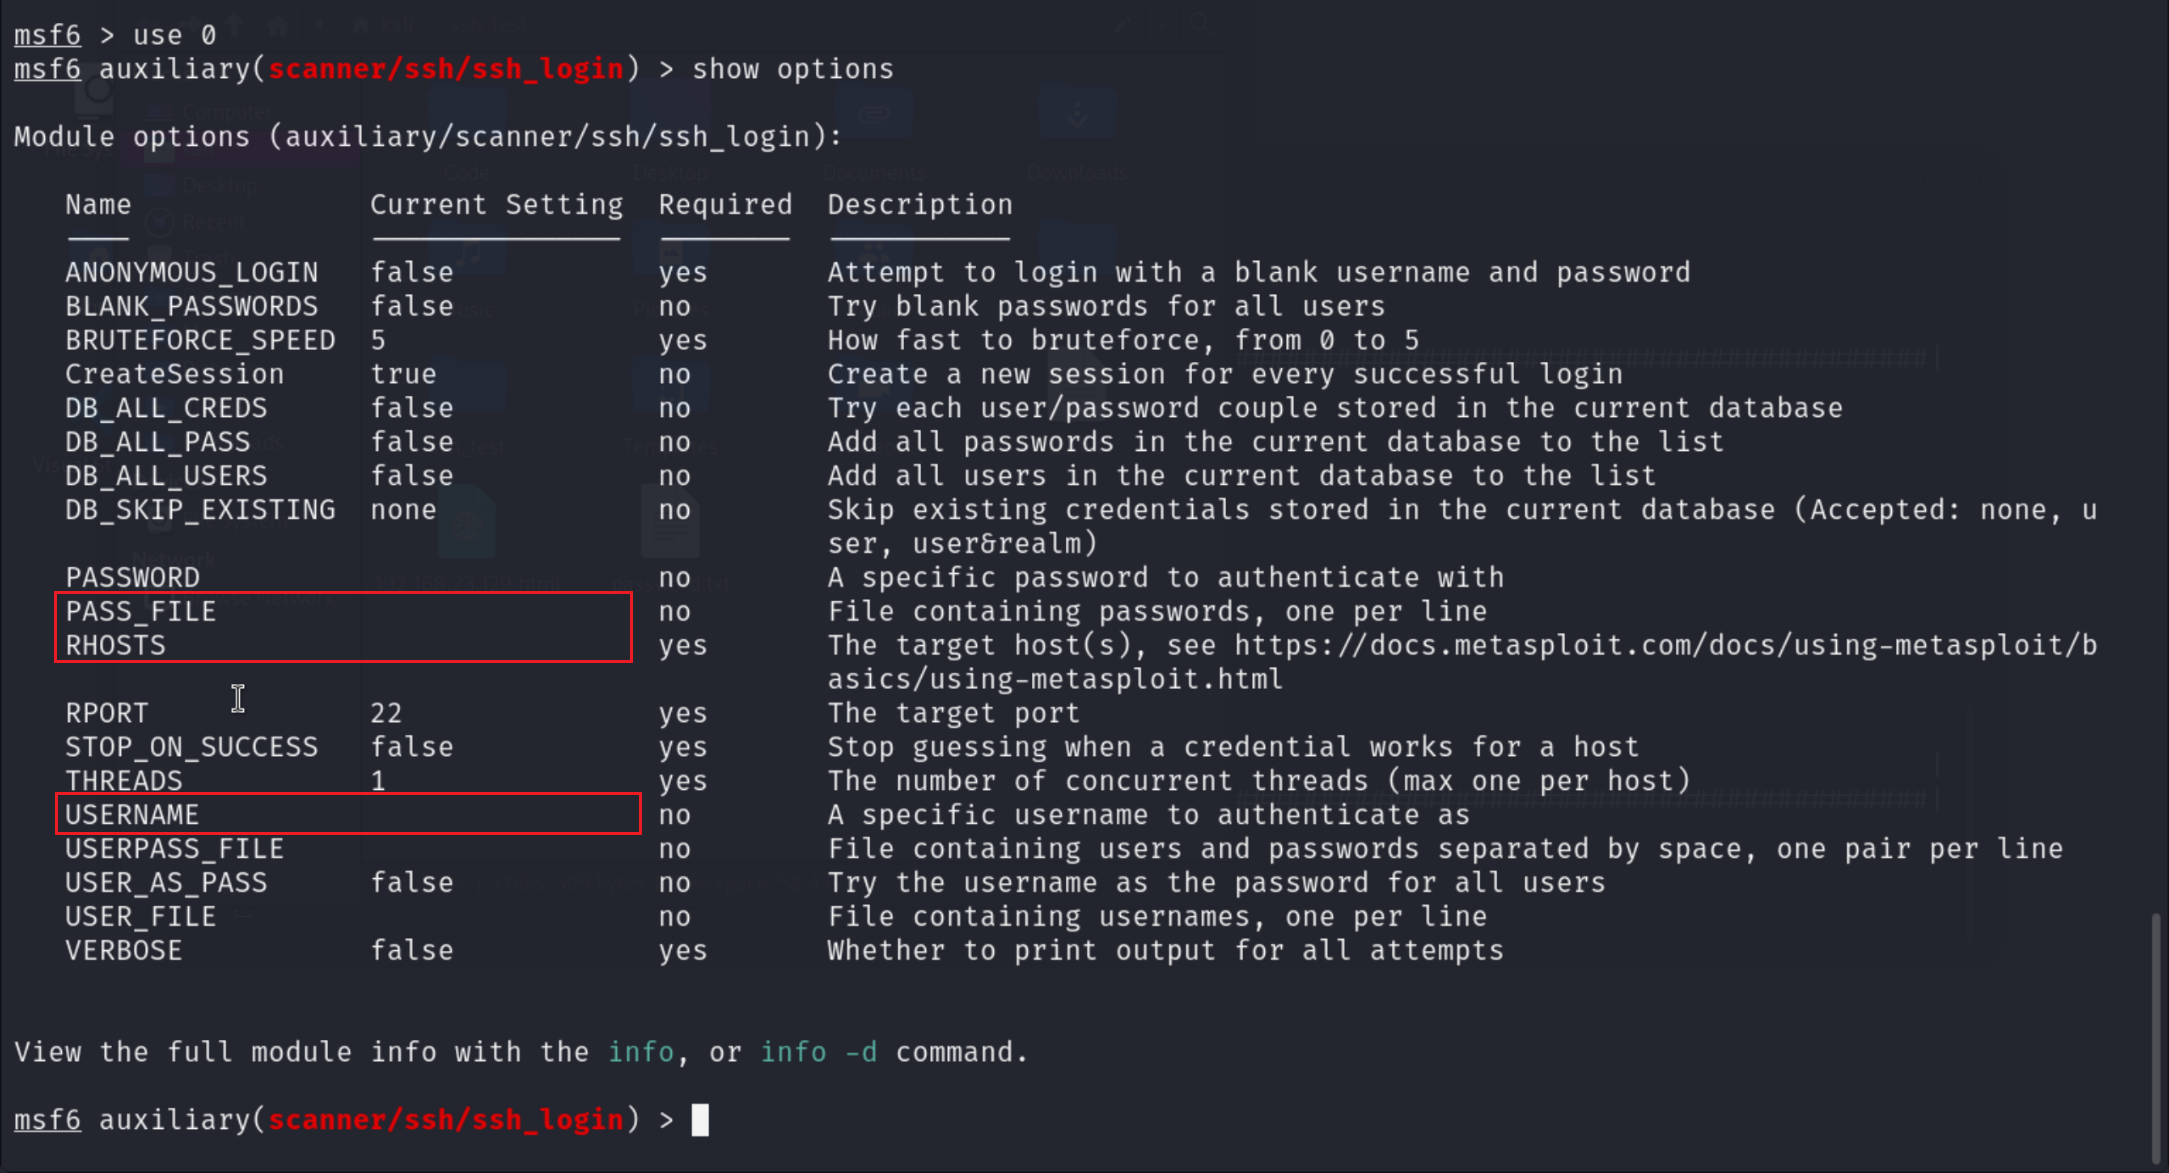 msf6 > use 0
msf6 auxiliary(scanner/ssh/ssh_login) > show options
Module options (auxiliary/scanner/ssh/ssh_login):
Name Current Setting Required Description
ANONYMOUS_LOGIN false yes Attempt to login with a blank username and password
BLANK_PASSWORDS false no Try blank passwords for all users
BRUTEFORCE_SPEED 5 yes How fast to bruteforce, from 0 to 5
CreateSession true no Create a new session for every successful login
DB_ALL_CREDS false no Try each user/password couple stored in the current database
DB_ALL_PASS false no Add all passwords in the current database to the list
DB_ALL_USERS false no Add all users in the current database to the list
DB_SKIP_EXISTING none no Skip existing credentials stored in the current database (Accepted: none, u
ser, user&realm)
PASSWORD no A specific password to authenticate with
PASS_FILE no File containing passwords, one per line
RHOSTS yes The target host(s), see https://docs.metasploit.com/docs/using-metasploit/b
asics/using-metasploit.html
RPORT 22 yes The target port
STOP_ON_SUCCESS false yes Stop guessing when a credential works for a host
THREADS 1 yes The number of concurrent threads (max one per host)
USERNAME no A specific username to authenticate as
USERPASS_FILE no File containing users and passwords separated by space, one pair per line
USER_AS_PASS false no Try the username as the password for all users
USER_FILE no File containing usernames, one per line
VERBOSE false yes Whether to print output for all attempts
View the full module info with the info, or info -d command.
msf6 auxiliary(scanner/ssh/ssh_login) >